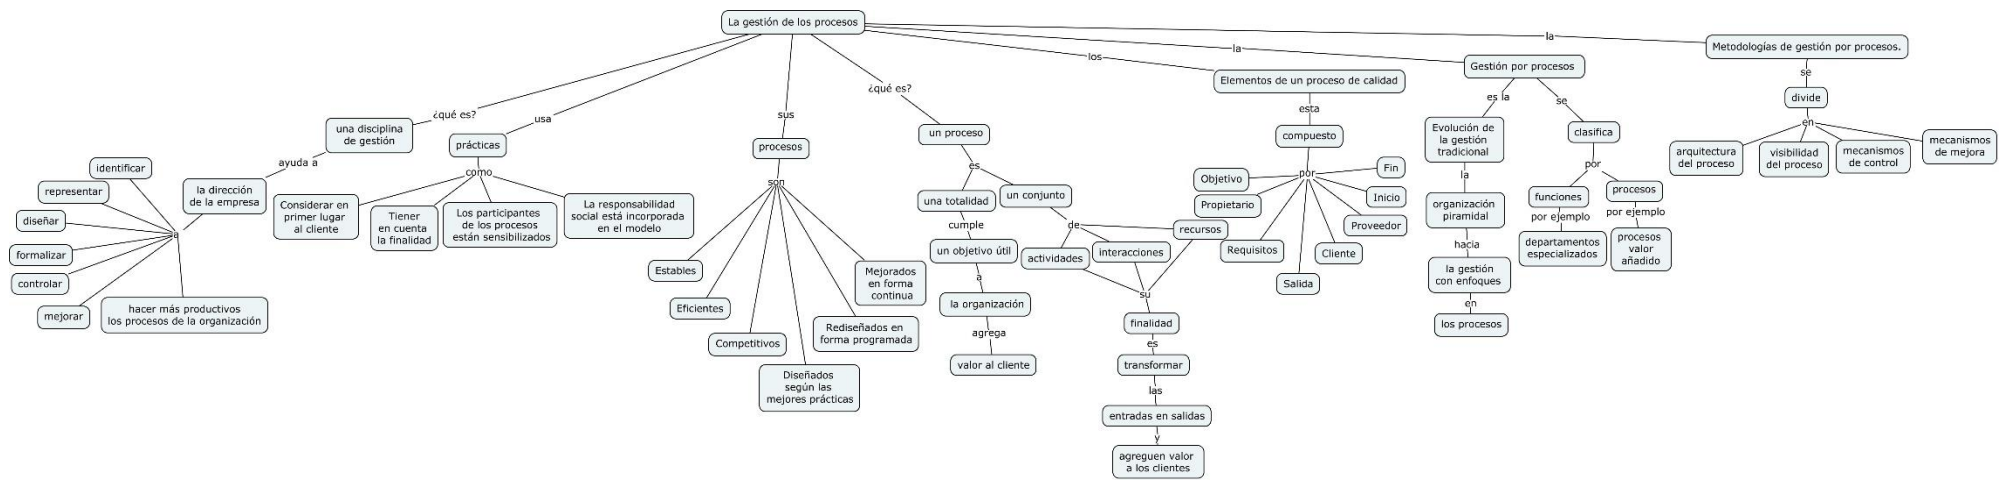 La gestión de los procesos
¿qué es?
una disciplina
de gestión
ayuda a
la dirección
de la empresa
a
identificar
representar
diseñar
formalizar
controlar
mejorar
hacer más productivos
los procesos de la organización
usa
prácticas
como
Considerar en
primer lugar
al cliente
Tiener
en cuenta
la finalidad
Los participantes
de los procesos
están sensibilizados
La responsabilidad
social está incorporada
en el modelo
sus
procesos
son
Estables
Eficientes
Competitivos
Diseñados
según las
mejores prácticas
Rediseñados en
forma programada
Mejorados
en forma
continua
¿qué es?
un proceso
es
una totalidad
cumple
un objetivo útil
a
la organización
agrega
valor al cliente
un conjunto
de
actividades
interacciones
recursos
su
finalidad
es
transformar
las
entradas en salidas
y
agreguen valor
a los clientes
los
Elementos de un proceso de calidad
esta
compuesto
por
Objetivo
Propietario
Requisitos
Salida
Cliente
Proveedor
Inicio
Fin
la
Gestión por procesos
es la
Evolución de
la gestión
tradicional
la
organización
piramidal
hacia
la gestión
con enfoques
en
los procesos
se
clasifica
por
funciones
por ejemplo
departamentos
especializados
procesos
por ejemplo
procesos
valor
añadido
la
Metodologías de gestión por procesos.
se
divide
en
arquitectura
del proceso
visibilidad
del proceso
mecanismos
de control
mecanismos
de mejora